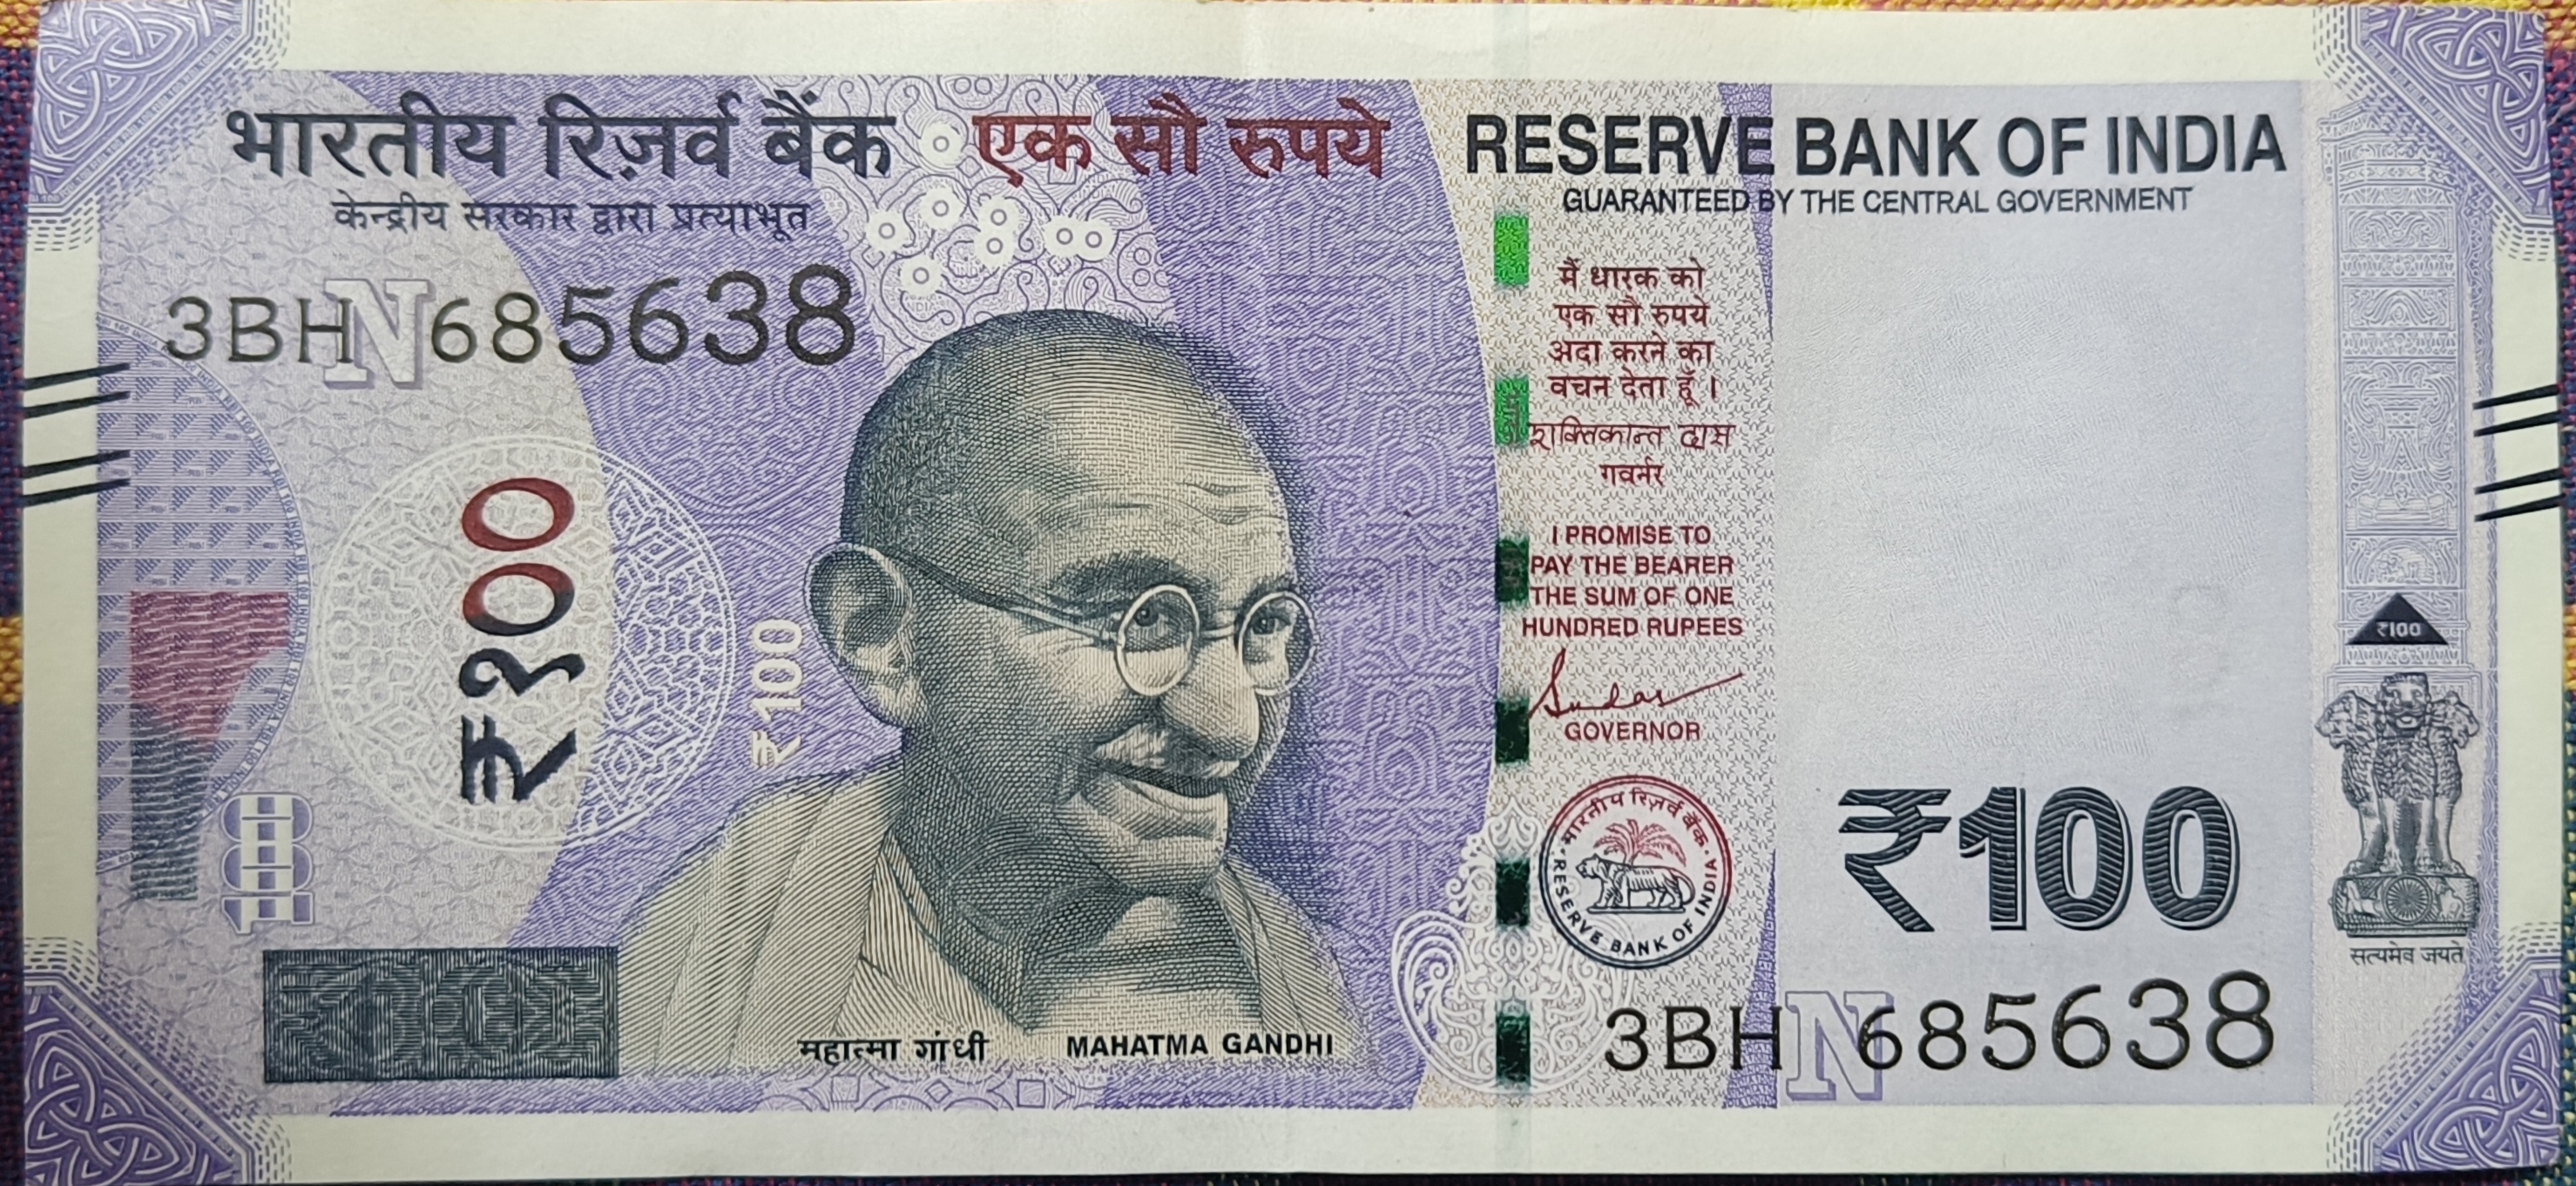 भारतीय रिज़र्व बैंक
एक सौ रुपये
RESERVE BANK OF INDIA
केन्द्रीय सरकार द्वारा प्रत्याभूत
GUARANTEED BY THE CENTRAL GOVERNMENT
3BH N 685638
मैं धारक को
एक सौ रुपये
अदा करने का
वचन देता हूँ ।
शक्तिकान्त दास
गवर्नर
I PROMISE TO
PAY THE BEARER
THE SUM OF ONE
HUNDRED RUPEES
GOVERNOR
₹१००
₹100
₹100
भारतीय रिज़र्व बैंक
RESERVE BANK OF INDIA
₹100
सत्यमेव जयते
100
महात्मा गांधी
MAHATMA GANDHI
3BH N 685638